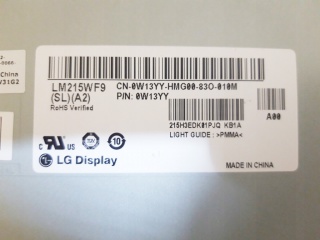 China
W31G2
LM215WF9
(SL)(A2)
RoHS Verified
CN-0W13YY-HMG00-83O-010M
P/N: 0W13YY
A00
215H3EDK01PJQ KB1A
LIGHT GUIDE : >PMMA<
LG Display
MADE IN CHINA